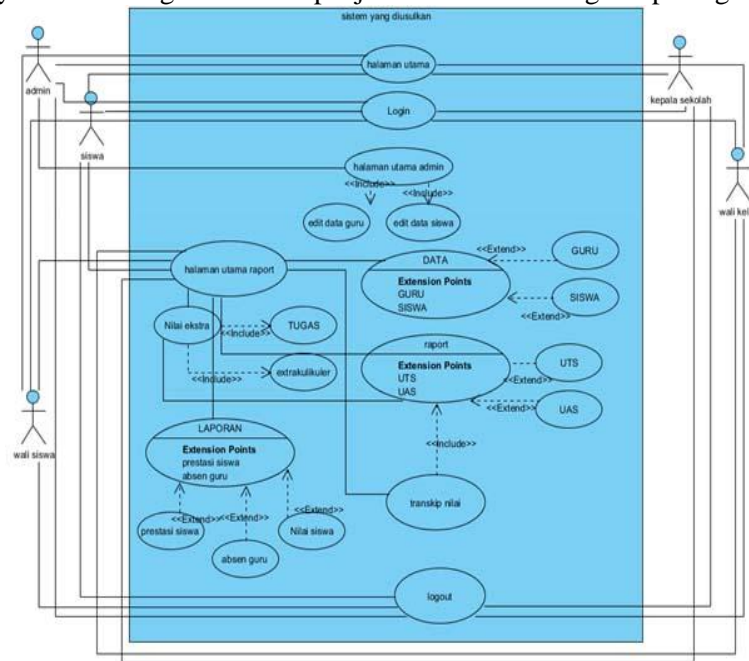 sistem yang diusulkan
halaman utama
admin
kepala sekolah
Login
siswa
halaman utama admin
wali kel
<<Include>>
<<Include>>
edit data guru
edit data siswa
<<Extend>>
GURU
DATA
halaman utama raport
Extension Points
GURU
SISWA
SISWA
<<Extend>>
Nilai ekstra
TUGAS
<<Include>>
raport
Extension Points
UTS
UAS
UTS
<<Extend>>
extrakulikuler
<<Include>>
<<Extend>>
UAS
wali siswa
LAPORAN
Extension Points
prestasi siswa
absen guru
<<Include>>
transkip nilai
<<Extend>>
<<Extend>>
<<Extend>>
prestasi siswa
Nilai siswa
absen guru
logout